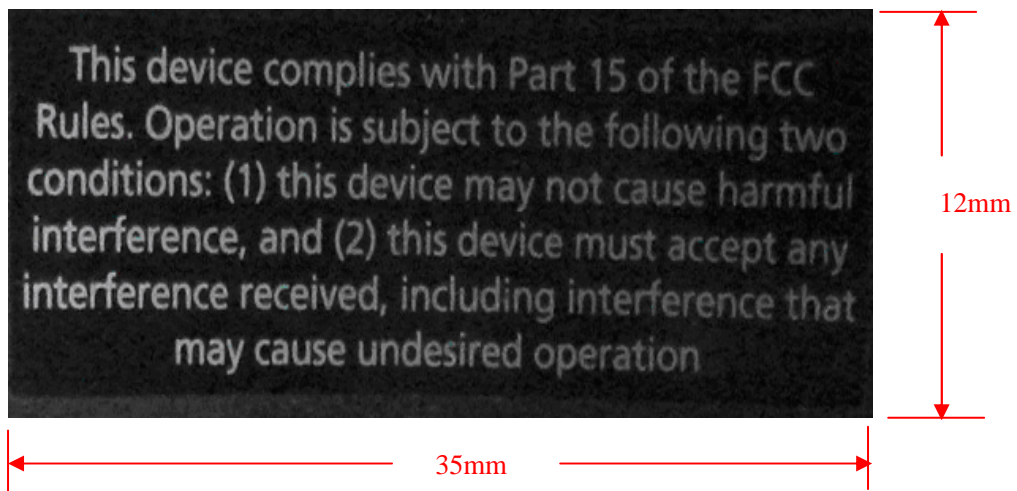 This device complies with Part 15 of the FCC
Rules. Operation is subject to the following two
conditions: (1) this device may not cause harmful
interference, and (2) this device must accept any
interference received, including interference that
may cause undesired operation
12mm
35mm